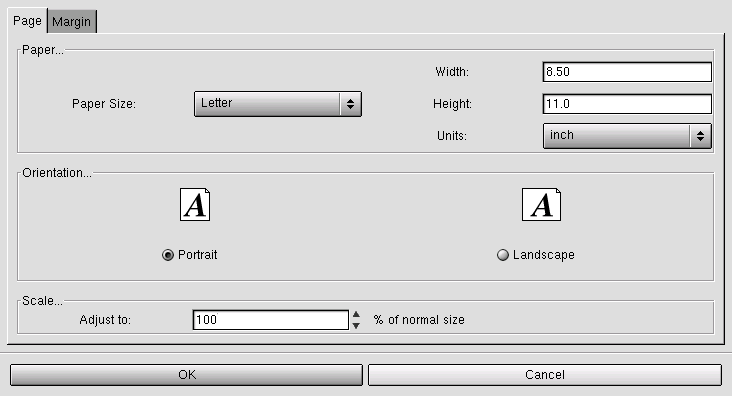 Page Margin
Paper...
Width: 8.50
Paper Size: Letter Height: 11.0
Units: inch
Orientation...
A A
Portrait Landscape
Scale...
Adjust to: 100 % of normal size
OK Cancel